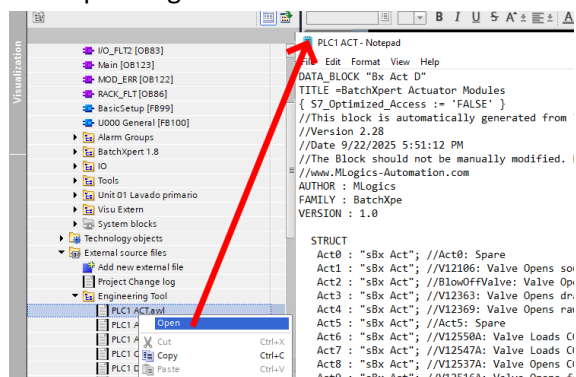 Visualization
I/O_FLT2 [OB83]
Main [OB123]
MOD_ERR [OB122]
RACK_FLT [OB86]
BasicSetup [FB99]
U000 General [FB100]
Alarm Groups
BatchXpert 1.8
IO
Tools
Unit 01 Lavado primario
Visu Extern
System blocks
Technology objects
External source files
Add new external file
Project Change Log
Engineering Tool
PLC1 ACT.awl
PLC1 A
PLC1 A
PLC1 C
PLC1 D
Open
Cut Ctrl+X
Copy Ctrl+C
Paste Ctrl+V
B I U S A
PLC1 ACT - Notepad
File Edit Format View Help
DATA_BLOCK "Bx Act D"
TITLE =BatchXpert Actuator Modules
{ S7_Optimized_Access := 'FALSE' }
//This block is automatically generated from
//Version 2.28
//Date 9/22/2025 5:51:12 PM
//The Block should not be manually modified.
//www.MLogics-Automation.com
AUTHOR : MLogics
FAMILY : BatchXpe
VERSION : 1.0
STRUCT
Act0 : "sBx Act"; //Act0: Spare
Act1 : "sBx Act"; //V12106: Valve Opens sou
Act2 : "sBx Act"; //BlowOffValve: Valve Ope
Act3 : "sBx Act"; //V12363: Valve Opens dra
Act4 : "sBx Act"; //V12369: Valve Opens ram
Act5 : "sBx Act"; //Act5: Spare
Act6 : "sBx Act"; //V12550A: Valve Loads CO
Act7 : "sBx Act"; //V12547A: Valve Loads CO
Act8 : "sBx Act"; //V12537A: Valve Opens CO